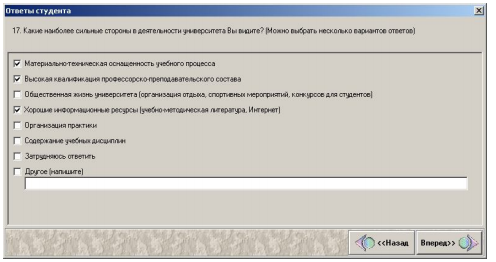 Ответы студента
17. Какие наиболее сильные стороны в деятельности университета Вы видите? (Можно выбрать несколько вариантов ответов)
Материально-техническая оснащенность учебного процесса
Высокая квалификация профессорско-преподавательского состава
Общественная жизнь университета (организация отдыха, спортивных мероприятий, конкурсов для студентов)
Хорошие информационные ресурсы (учебно-методическая литература, Интернет)
Организация практики
Содержание учебных дисциплин
Затрудняюсь ответить
Другое (напишите)
<<Назад Вперед>>